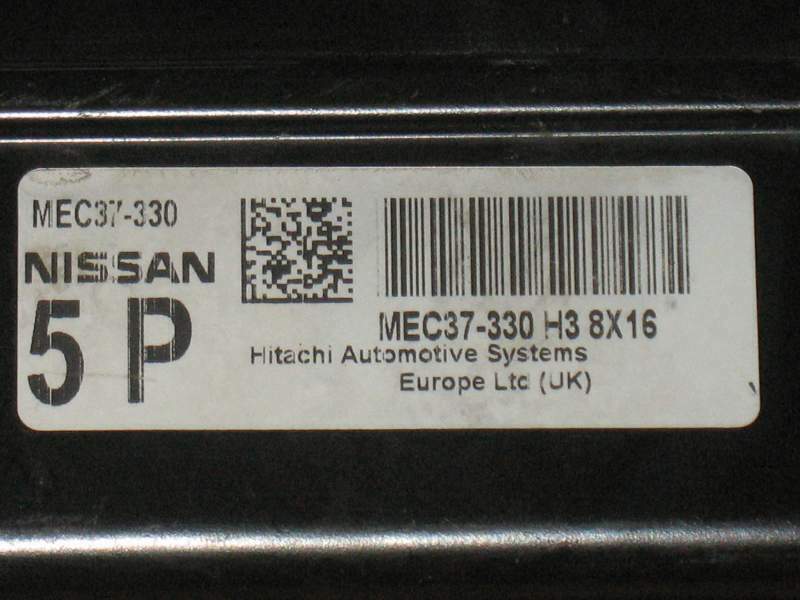 MEC37-330
NISSAN
5 P
MEC37-330 H3 8X16
Hitachi Automotive Systems
Europe Ltd (UK)